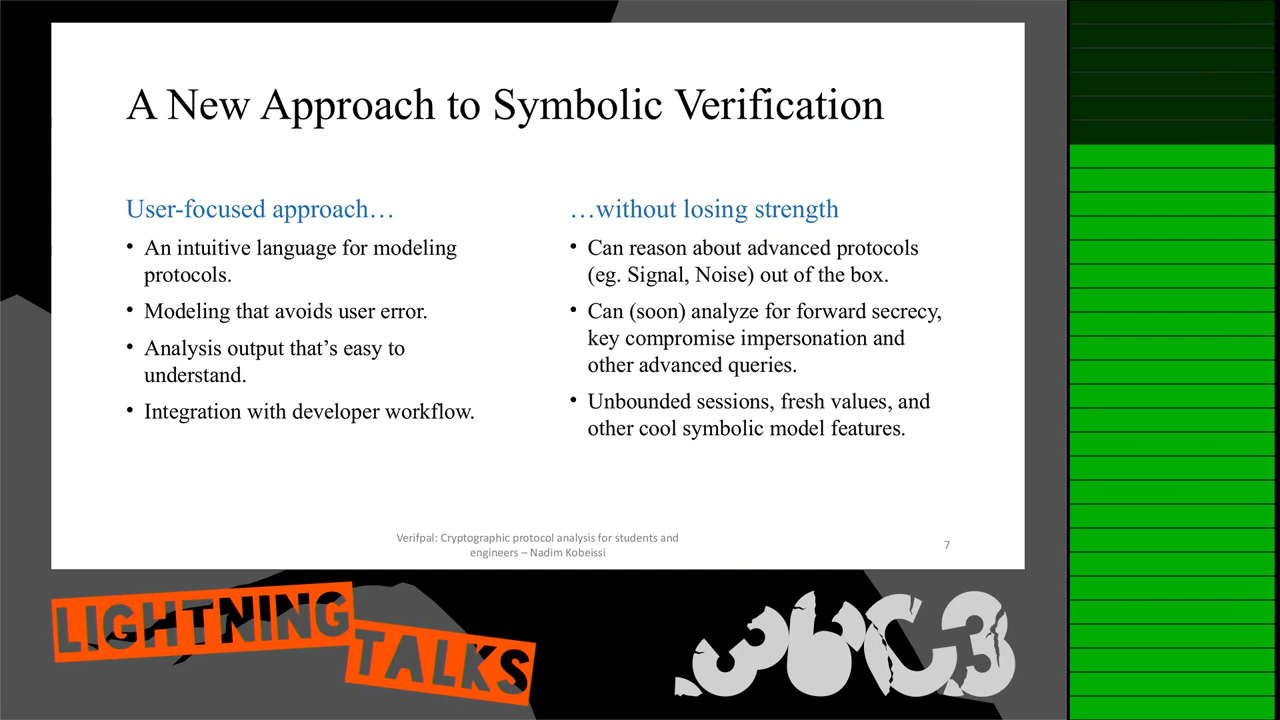 A New Approach to Symbolic Verification
User-focused approach…
• An intuitive language for modeling
protocols.
• Modeling that avoids user error.
• Analysis output that’s easy to
understand.
• Integration with developer workflow.
…without losing strength
• Can reason about advanced protocols
(eg. Signal, Noise) out of the box.
• Can (soon) analyze for forward secrecy,
key compromise impersonation and
other advanced queries.
• Unbounded sessions, fresh values, and
other cool symbolic model features.
Verifpal: Cryptographic protocol analysis for students and
engineers – Nadim Kobeissi
7
LIGHTNING
TALKS
36C3